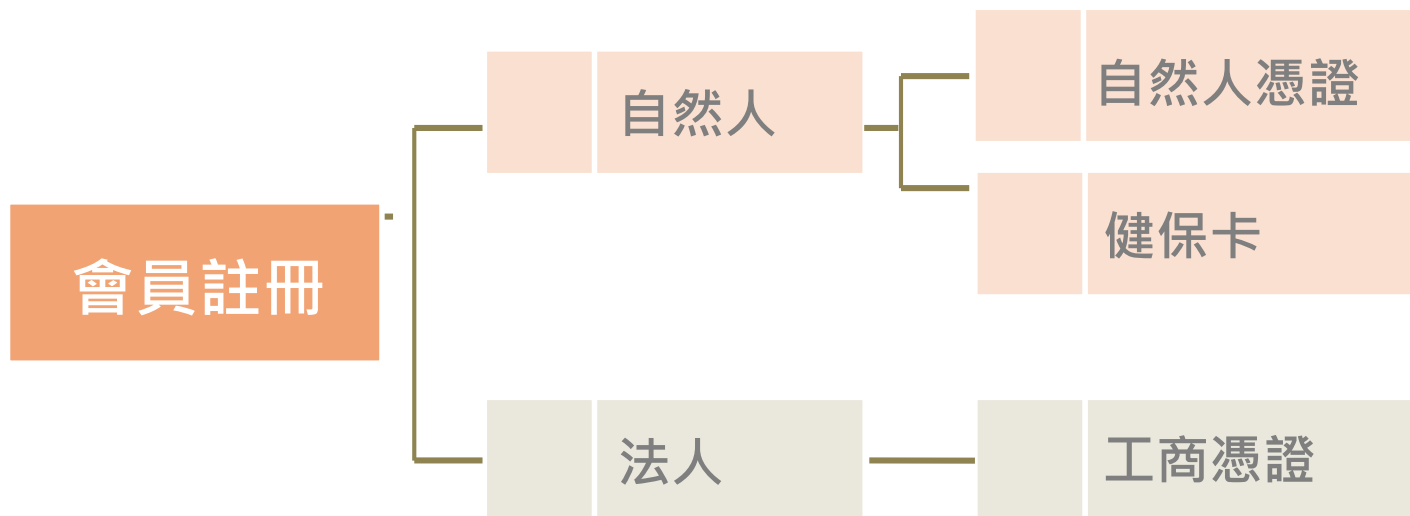 會員註冊
自然人
自然人憑證
健保卡
法人
工商憑證